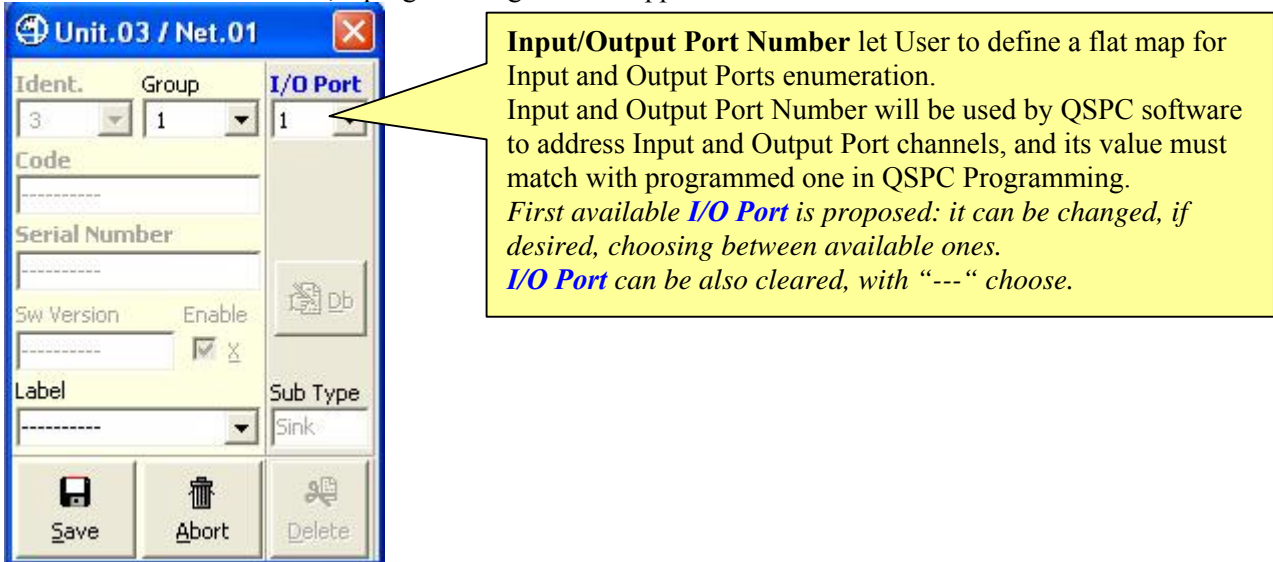 Unit.03 / Net.01
Ident. Group I/O Port
3 1 1
Code
----------
Serial Number
----------
Db
Sw Version Enable
---------- X
Label Sub Type
---------- Sink
Save Abort Delete
Input/Output Port Number let User to define a flat map for
Input and Output Ports enumeration.
Input and Output Port Number will be used by QSPC software
to address Input and Output Port channels, and its value must
match with programmed one in QSPC Programming.
First available I/O Port is proposed: it can be changed, if
desired, choosing between available ones.
I/O Port can be also cleared, with “---“ choose.